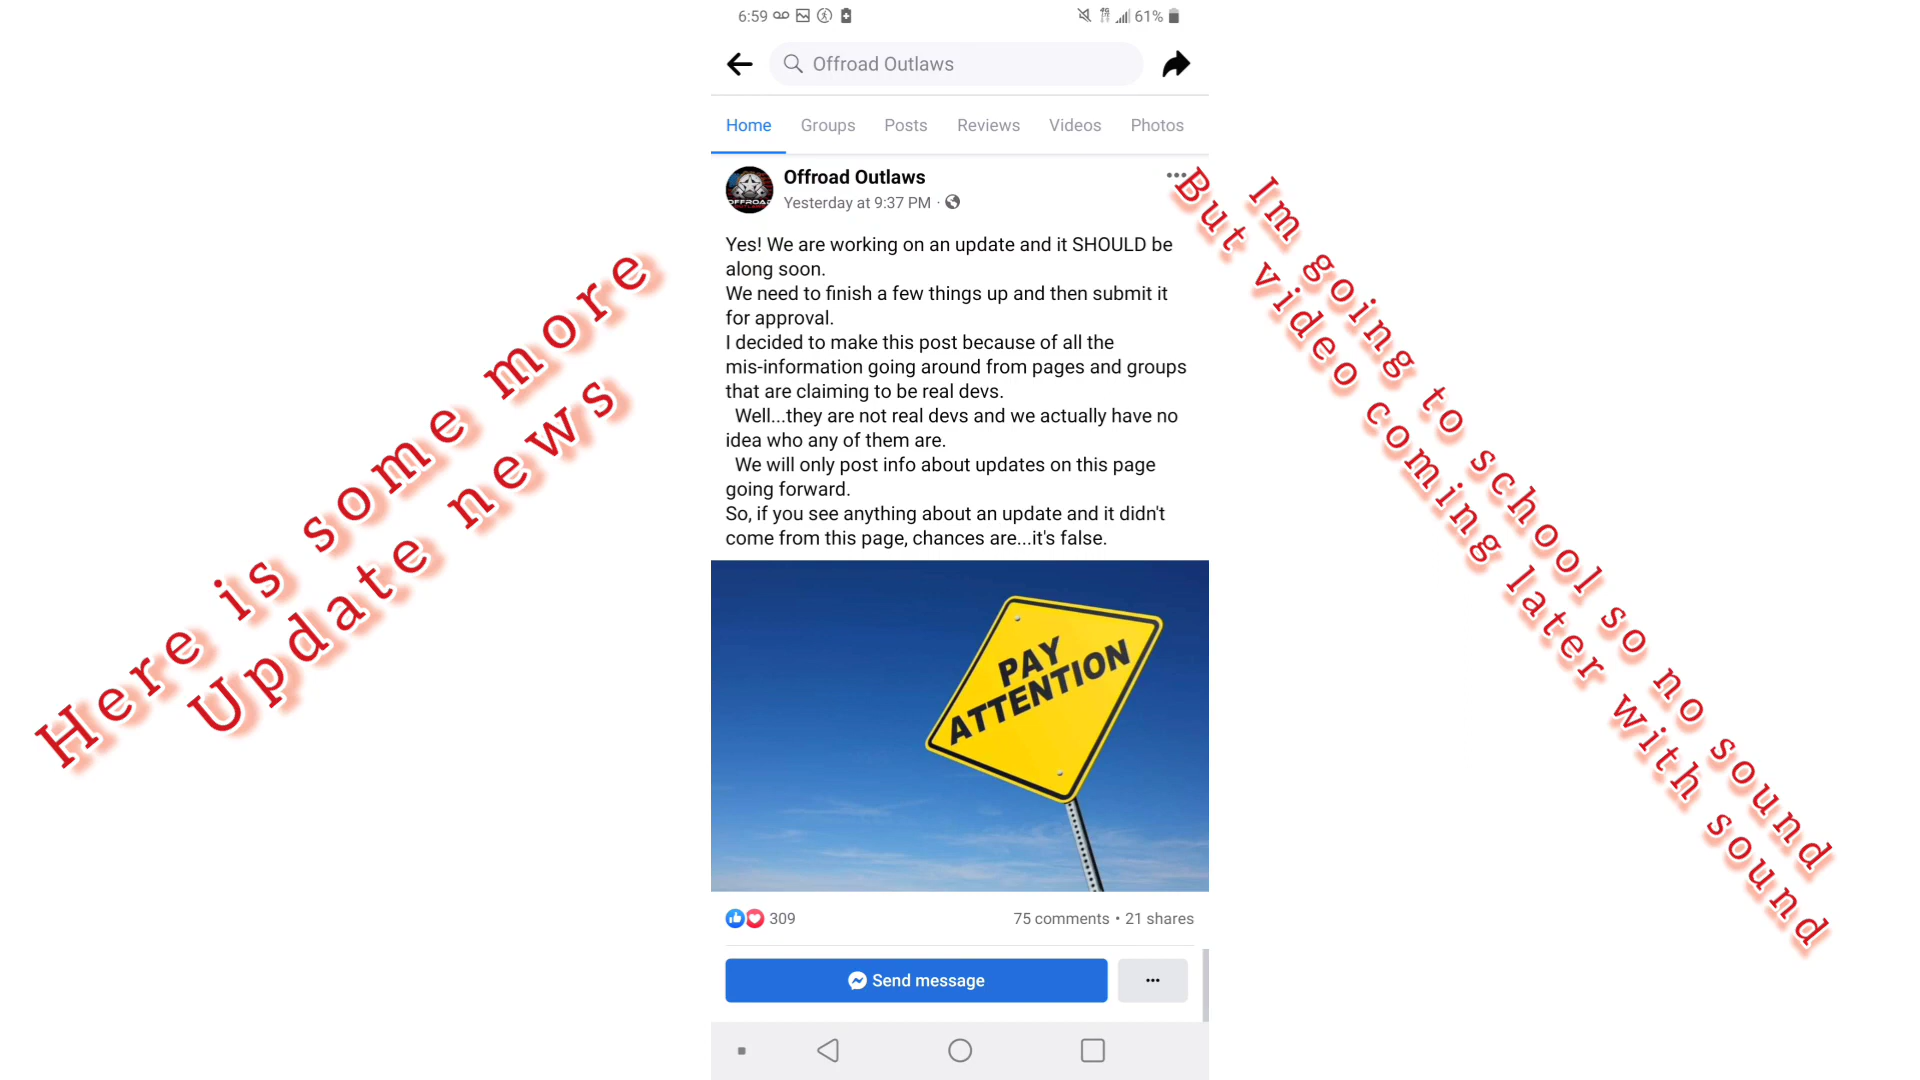 6:59
61%
Offroad Outlaws
Home Groups Posts Reviews Videos Photos
Offroad Outlaws
Yesterday at 9:37 PM ·
Yes! We are working on an update and it SHOULD be
along soon.
We need to finish a few things up and then submit it
for approval.
I decided to make this post because of all the
mis-information going around from pages and groups
that are claiming to be real devs.
Well...they are not real devs and we actually have no
idea who any of them are.
We will only post info about updates on this page
going forward.
So, if you see anything about an update and it didn't
come from this page, chances are...it's false.
PAY
ATTENTION
309
75 comments • 21 shares
Send message
Here is some more
Update news
Im going to school so no sound
But video coming later with sound